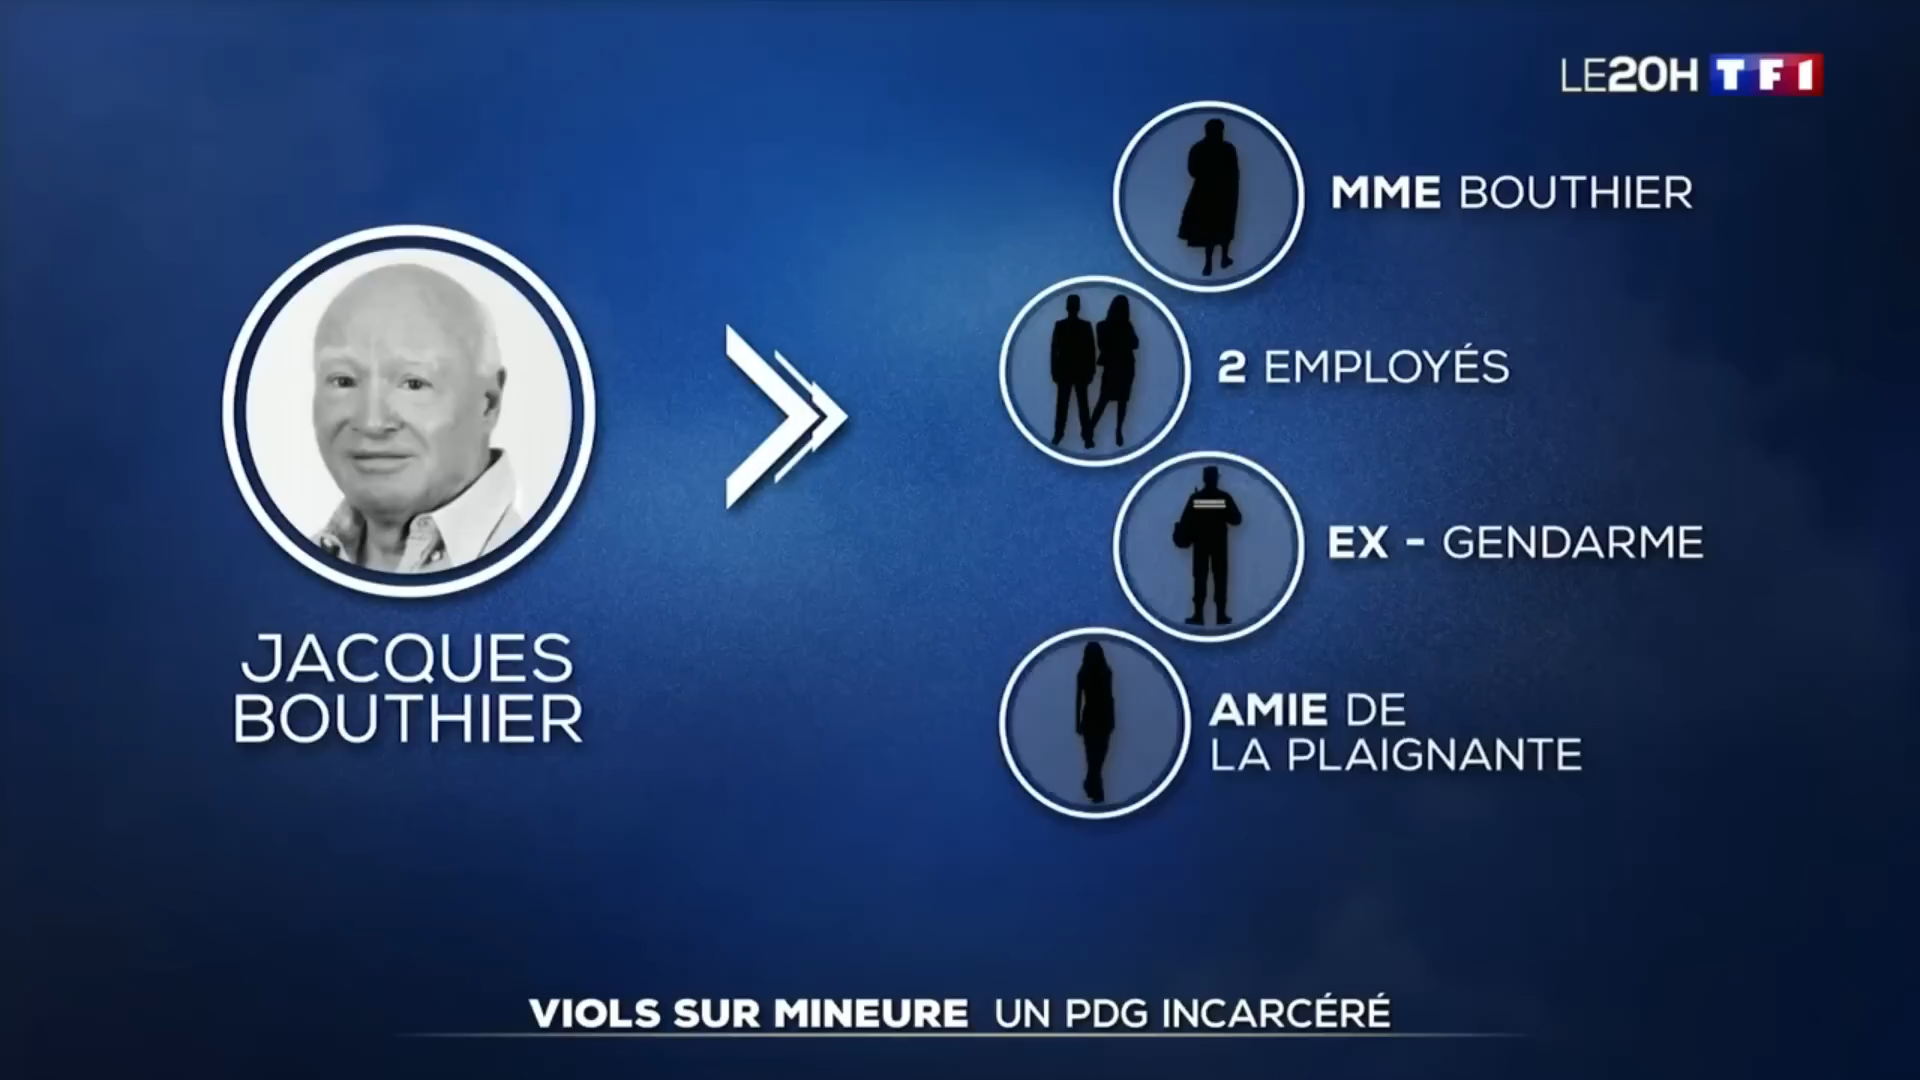 LE20H TF1
MME BOUTHIER
2 EMPLOYÉS
EX - GENDARME
AMIE DE
LA PLAIGNANTE
JACQUES
BOUTHIER
VIOLS SUR MINEURE UN PDG INCARCÉRÉ